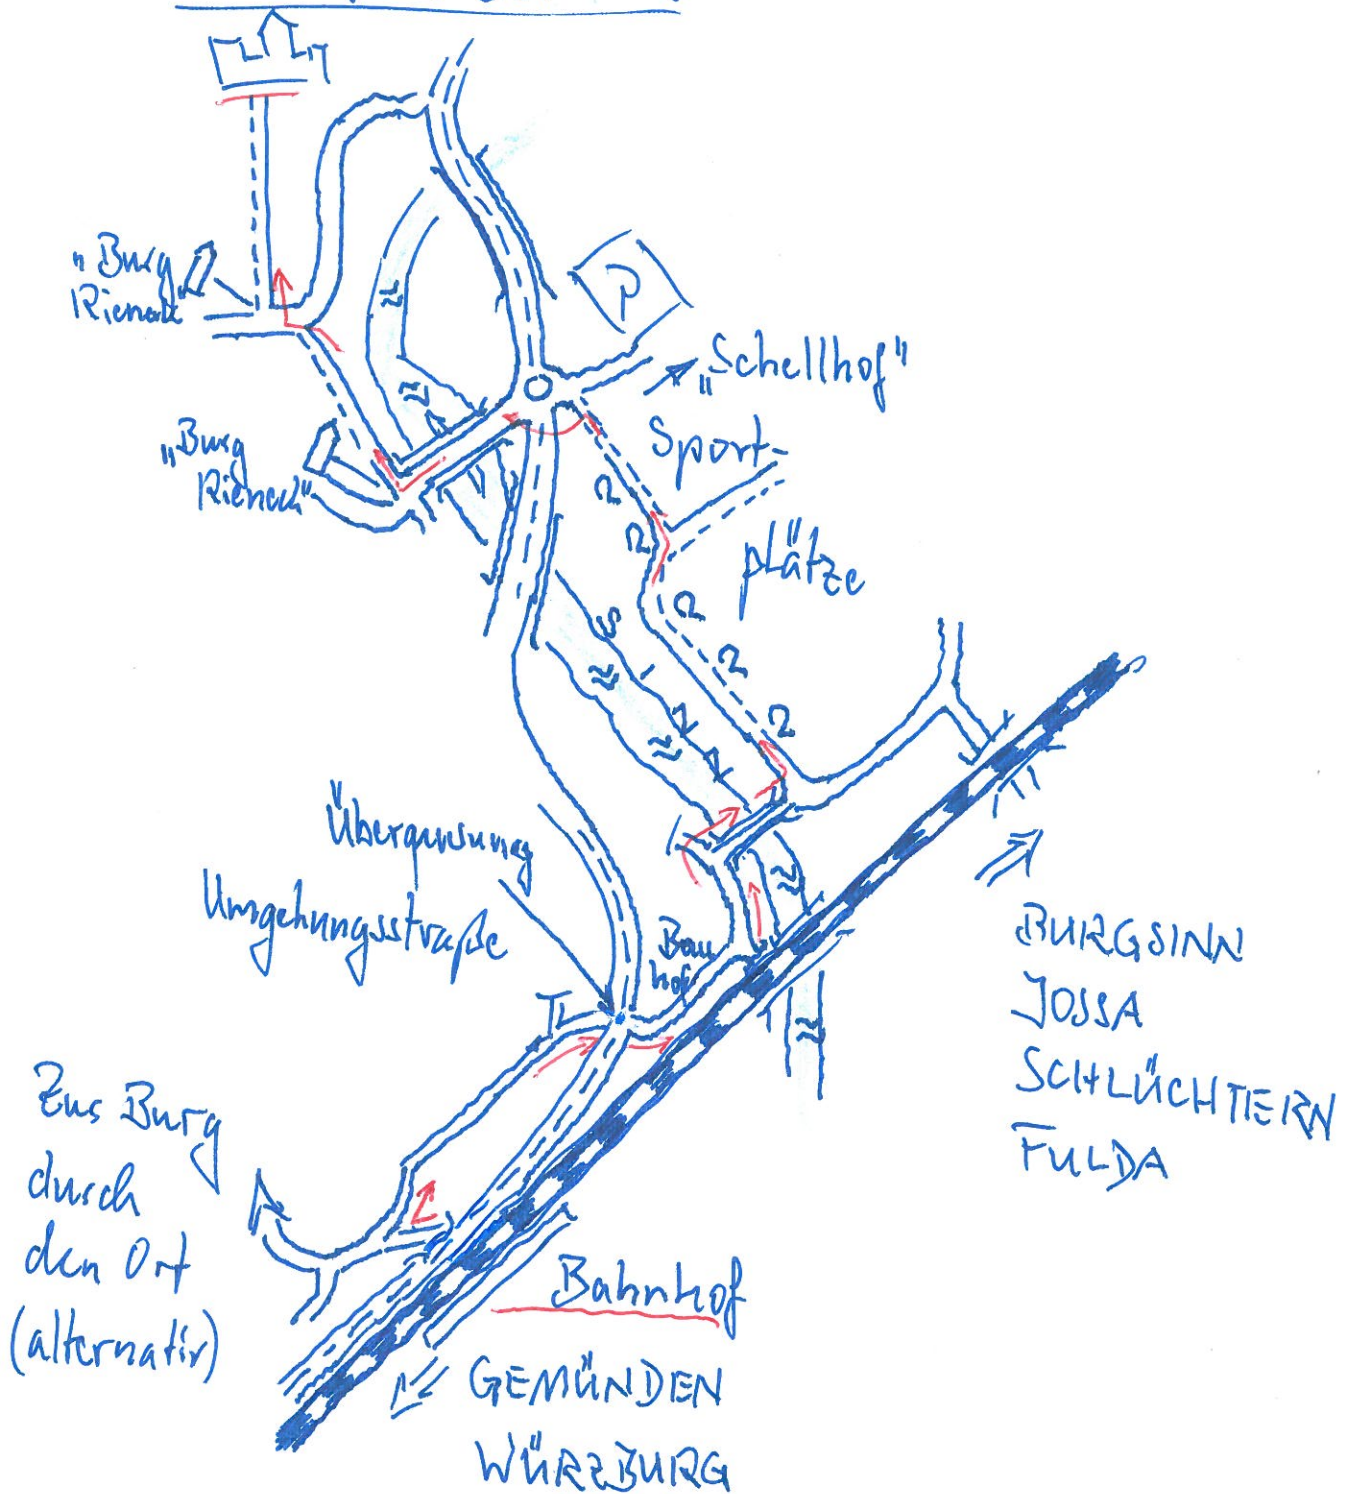 "Burg
Rieneck
P
"Schellhof"
"Burg
Rieneck"
Sport-
plätze
Überquerung
Umgehungsstraße
Bau
hof
BURGSINN
JOSSA
SCHLÜCHTERN
FULDA
Zur Burg
durch
den Ort
(alternativ)
Bahnhof
GEMÜNDEN
WÜRZBURG